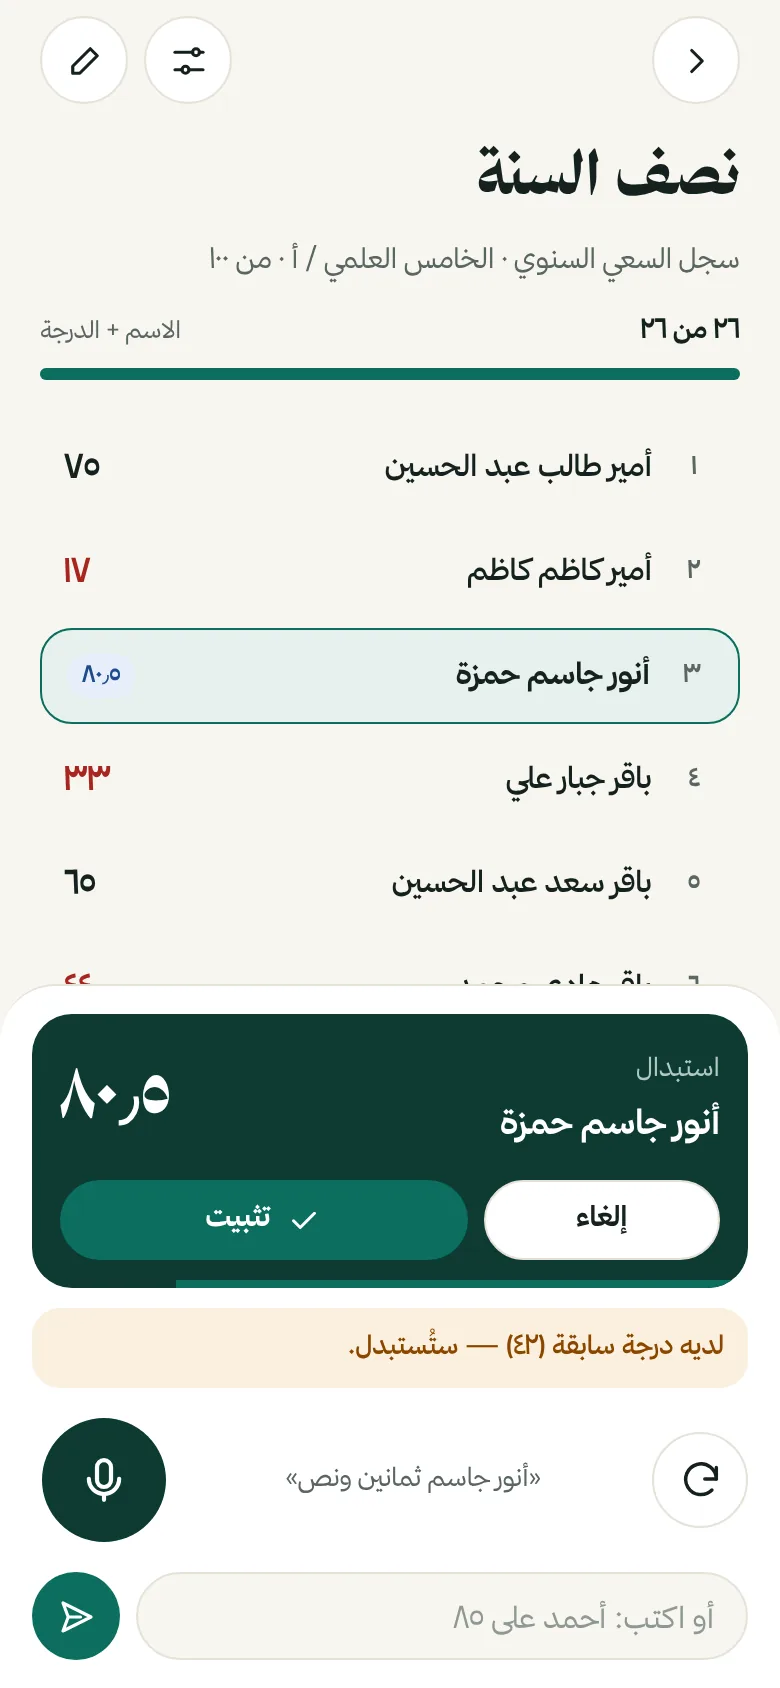 نصف السنة
سجل السعي السنوي · الخامس العلمي / أ · من ١٠٠
٢٦ من ٢٦
الاسم + الدرجة
١ أمير طالب عبد الحسين ٧٥
٢ أمير كاظم كاظم ١٧
٣ أنور جاسم حمزة ٨٠٫٥
٤ باقر جبار علي ٣٣
٥ باقر سعد عبد الحسين ٦٥
استبدال
أنور جاسم حمزة
٨٠٫٥
إلغاء
تثبيت
لديه درجة سابقة (٤٢) — ستُستبدل.
«أنور جاسم ثمانين ونص»
أو اكتب: أحمد على ٨٥